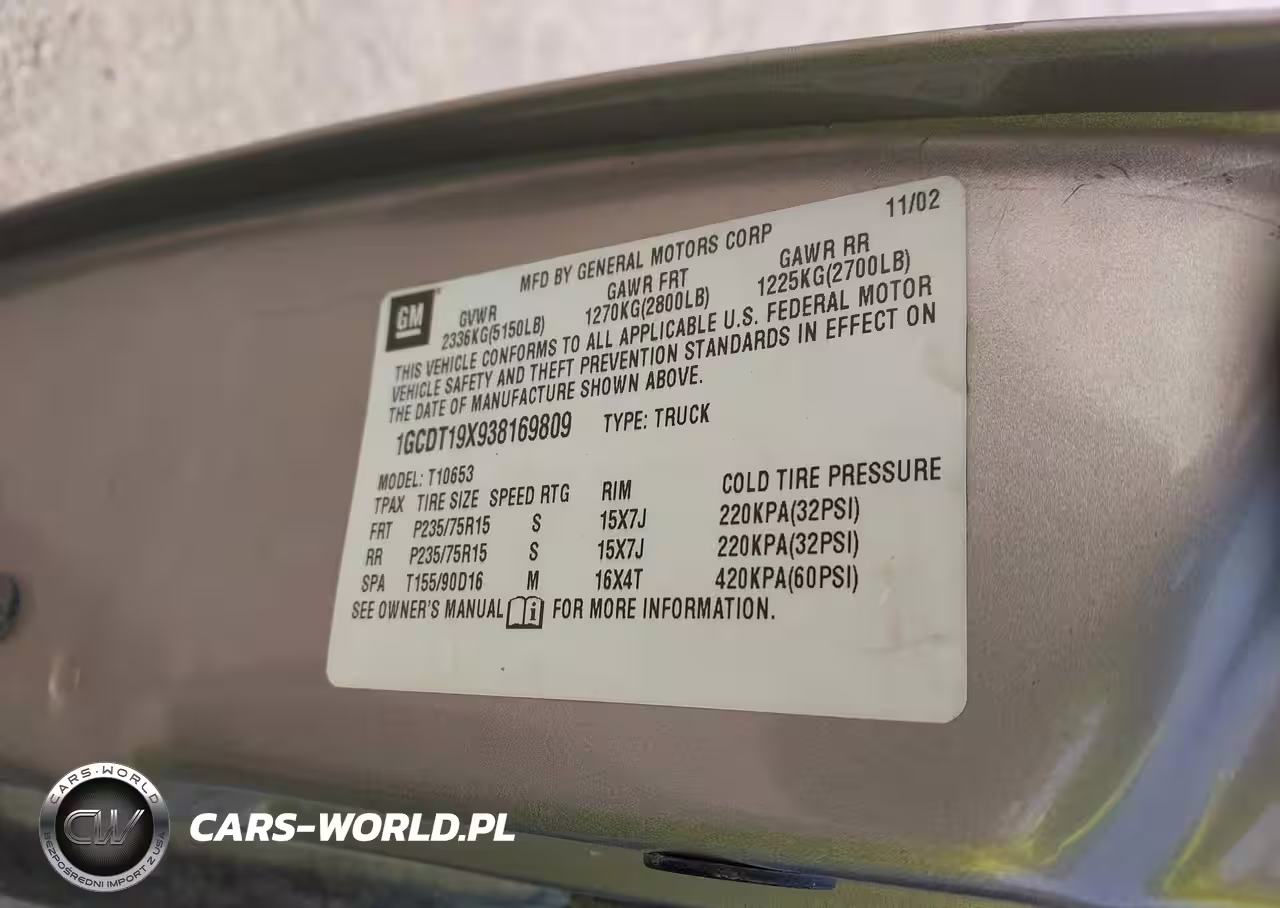 11/02
MFD BY GENERAL MOTORS CORP
GM
GVWR GAWR FRT GAWR RR
2336KG(5150LB) 1270KG(2800LB) 1225KG(2700LB)
THIS VEHICLE CONFORMS TO ALL APPLICABLE U.S. FEDERAL MOTOR
VEHICLE SAFETY AND THEFT PREVENTION STANDARDS IN EFFECT ON
THE DATE OF MANUFACTURE SHOWN ABOVE.
1GCDT19X938169809 TYPE: TRUCK
MODEL: T10653
TPAX TIRE SIZE SPEED RTG RIM COLD TIRE PRESSURE
FRT P235/75R15 S 15X7J 220KPA(32PSI)
RR P235/75R15 S 15X7J 220KPA(32PSI)
SPA T155/90D16 M 16X4T 420KPA(60PSI)
SEE OWNER'S MANUAL i FOR MORE INFORMATION.
CARS-WORLD
CW
BEZPOŚREDNI IMPORT Z USA
CARS-WORLD.PL